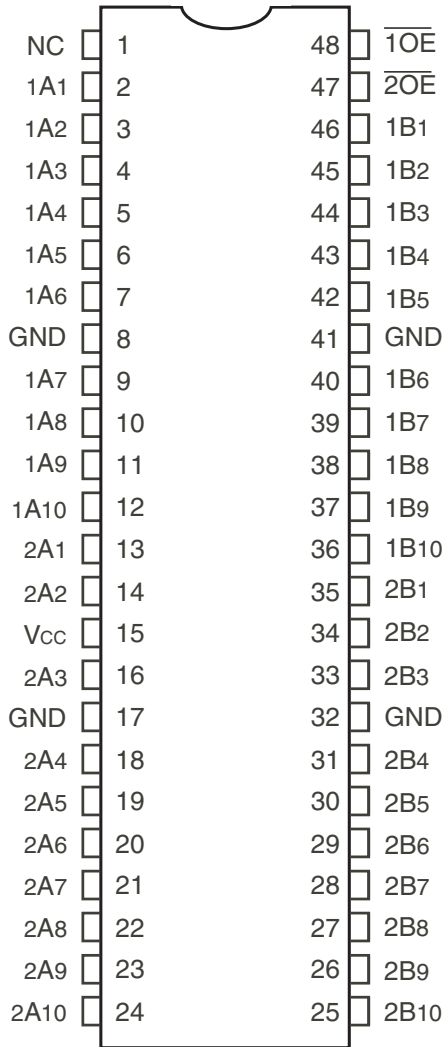 NC 1 48 1OE
1A1 2 47 2OE
1A2 3 46 1B1
1A3 4 45 1B2
1A4 5 44 1B3
1A5 6 43 1B4
1A6 7 42 1B5
GND 8 41 GND
1A7 9 40 1B6
1A8 10 39 1B7
1A9 11 38 1B8
1A10 12 37 1B9
2A1 13 36 1B10
2A2 14 35 2B1
VCC 15 34 2B2
2A3 16 33 2B3
GND 17 32 GND
2A4 18 31 2B4
2A5 19 30 2B5
2A6 20 29 2B6
2A7 21 28 2B7
2A8 22 27 2B8
2A9 23 26 2B9
2A10 24 25 2B10